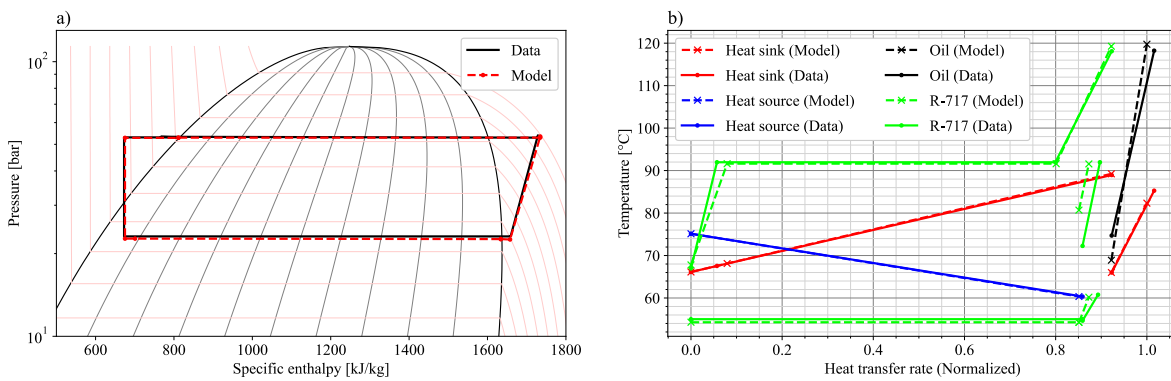 a)
Pressure [bar]
10²
10¹
Data
Model
600 800 1000 1200 1400 1600 1800
Specific enthalpy [kJ/kg]
b)
Temperature [°C]
120
110
100
90
80
70
60
Heat sink (Model)
Heat sink (Data)
Heat source (Model)
Heat source (Data)
Oil (Model)
Oil (Data)
R-717 (Model)
R-717 (Data)
0.0 0.2 0.4 0.6 0.8 1.0
Heat transfer rate (Normalized)